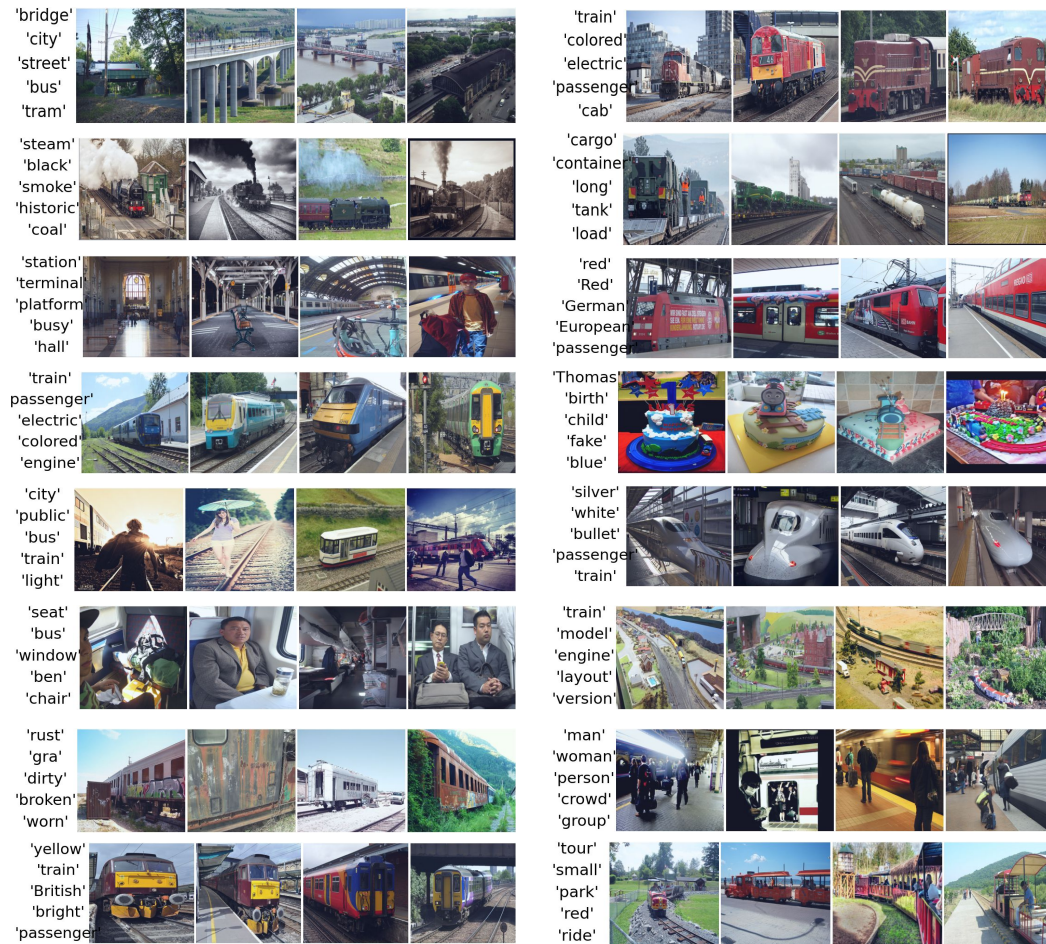 'bridge'
'city'
'street'
'bus'
'tram'
'steam'
'black'
'smoke'
'historic'
'coal'
'station'
'terminal'
'platform'
'busy'
'hall'
'train'
passenger'
'electric'
'colored'
'engine'
'city'
'public'
'bus'
'train'
'light'
'seat'
'bus'
'window'
'ben'
'chair'
'rust'
'gra'
'dirty'
'broken'
'worn'
'yellow'
'train'
'British'
'bright'
'passenger'
'train'
'colored'
'electric'
'passenger
'cab'
'cargo'
'container'
'long'
'tank'
'load'
'red'
'Red'
'German'
'European'
'passenger'
'Thomas'
'birth'
'child'
'fake'
'blue'
'silver'
'white'
'bullet'
'passenger'
'train'
'train'
'model'
'engine'
'layout'
'version'
'man'
'woman'
'person'
'crowd'
'group'
'tour'
'small'
'park'
'red'
'ride'